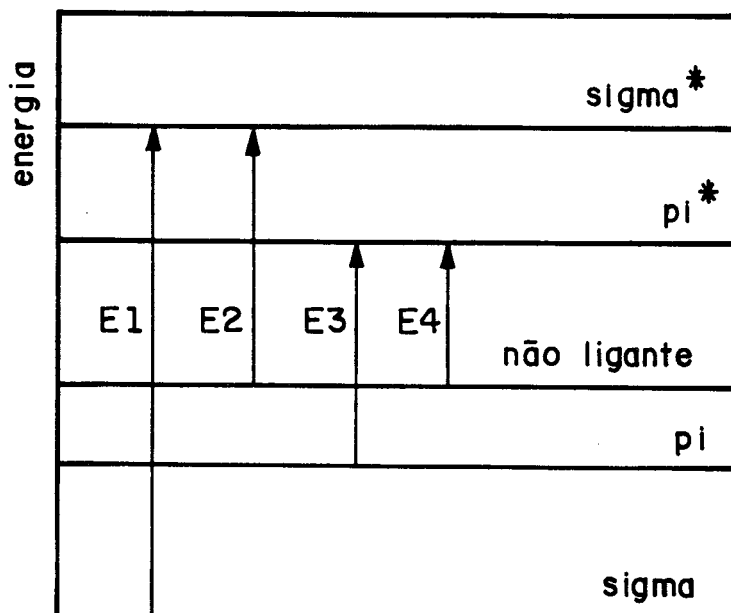 energia
sigma*
pi*
E1 E2 E3 E4
não ligante
pi
sigma